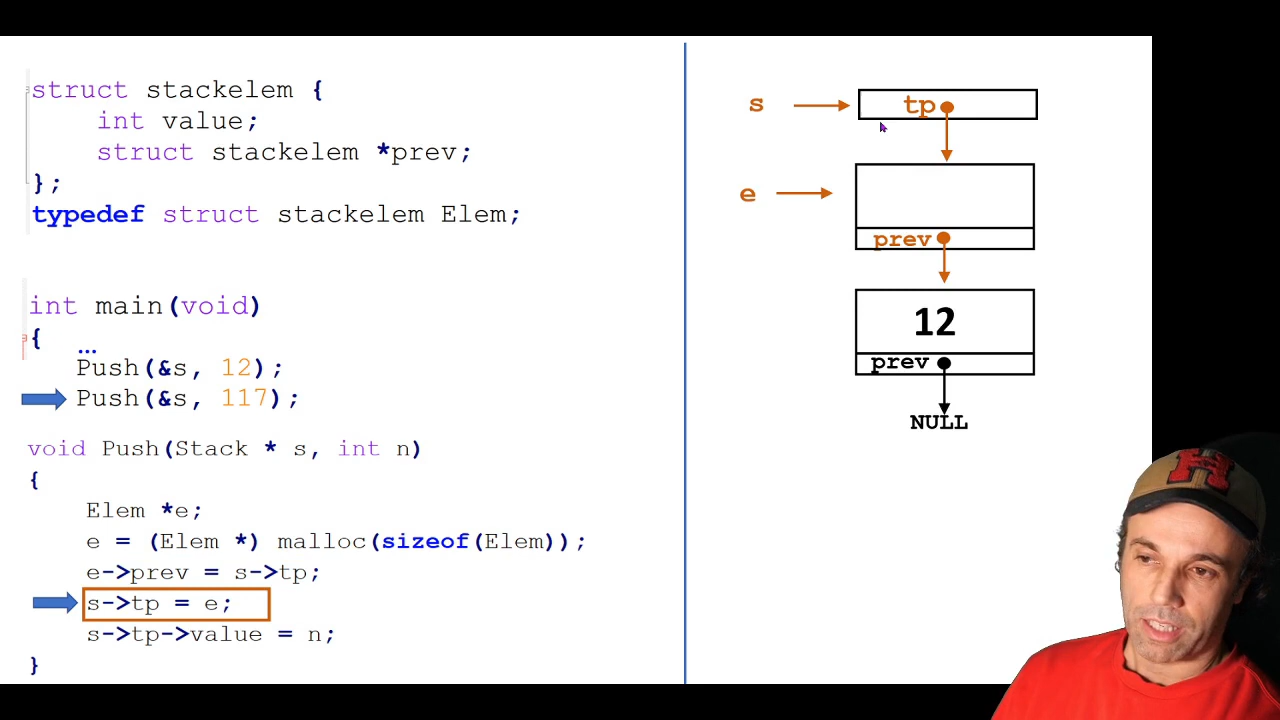 struct stackelem {
int value;
struct stackelem *prev;
};
typedef struct stackelem Elem;
int main(void)
{
...
Push(&s, 12);
Push(&s, 117);
void Push(Stack * s, int n)
{
Elem *e;
e = (Elem *) malloc(sizeof(Elem));
e->prev = s->tp;
s->tp = e;
s->tp->value = n;
}
s
tp
e
prev
12
prev
NULL
H